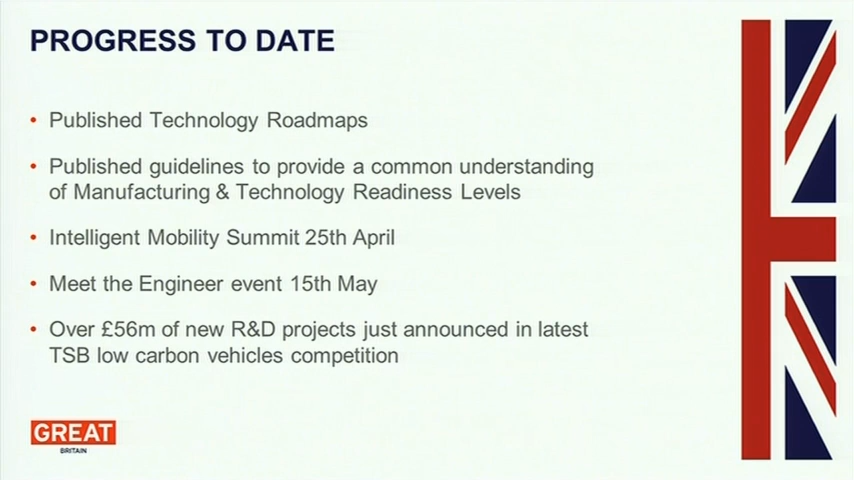 PROGRESS TO DATE
• Published Technology Roadmaps
• Published guidelines to provide a common understanding
of Manufacturing & Technology Readiness Levels
• Intelligent Mobility Summit 25th April
• Meet the Engineer event 15th May
• Over £56m of new R&D projects just announced in latest
TSB low carbon vehicles competition
GREAT
BRITAIN